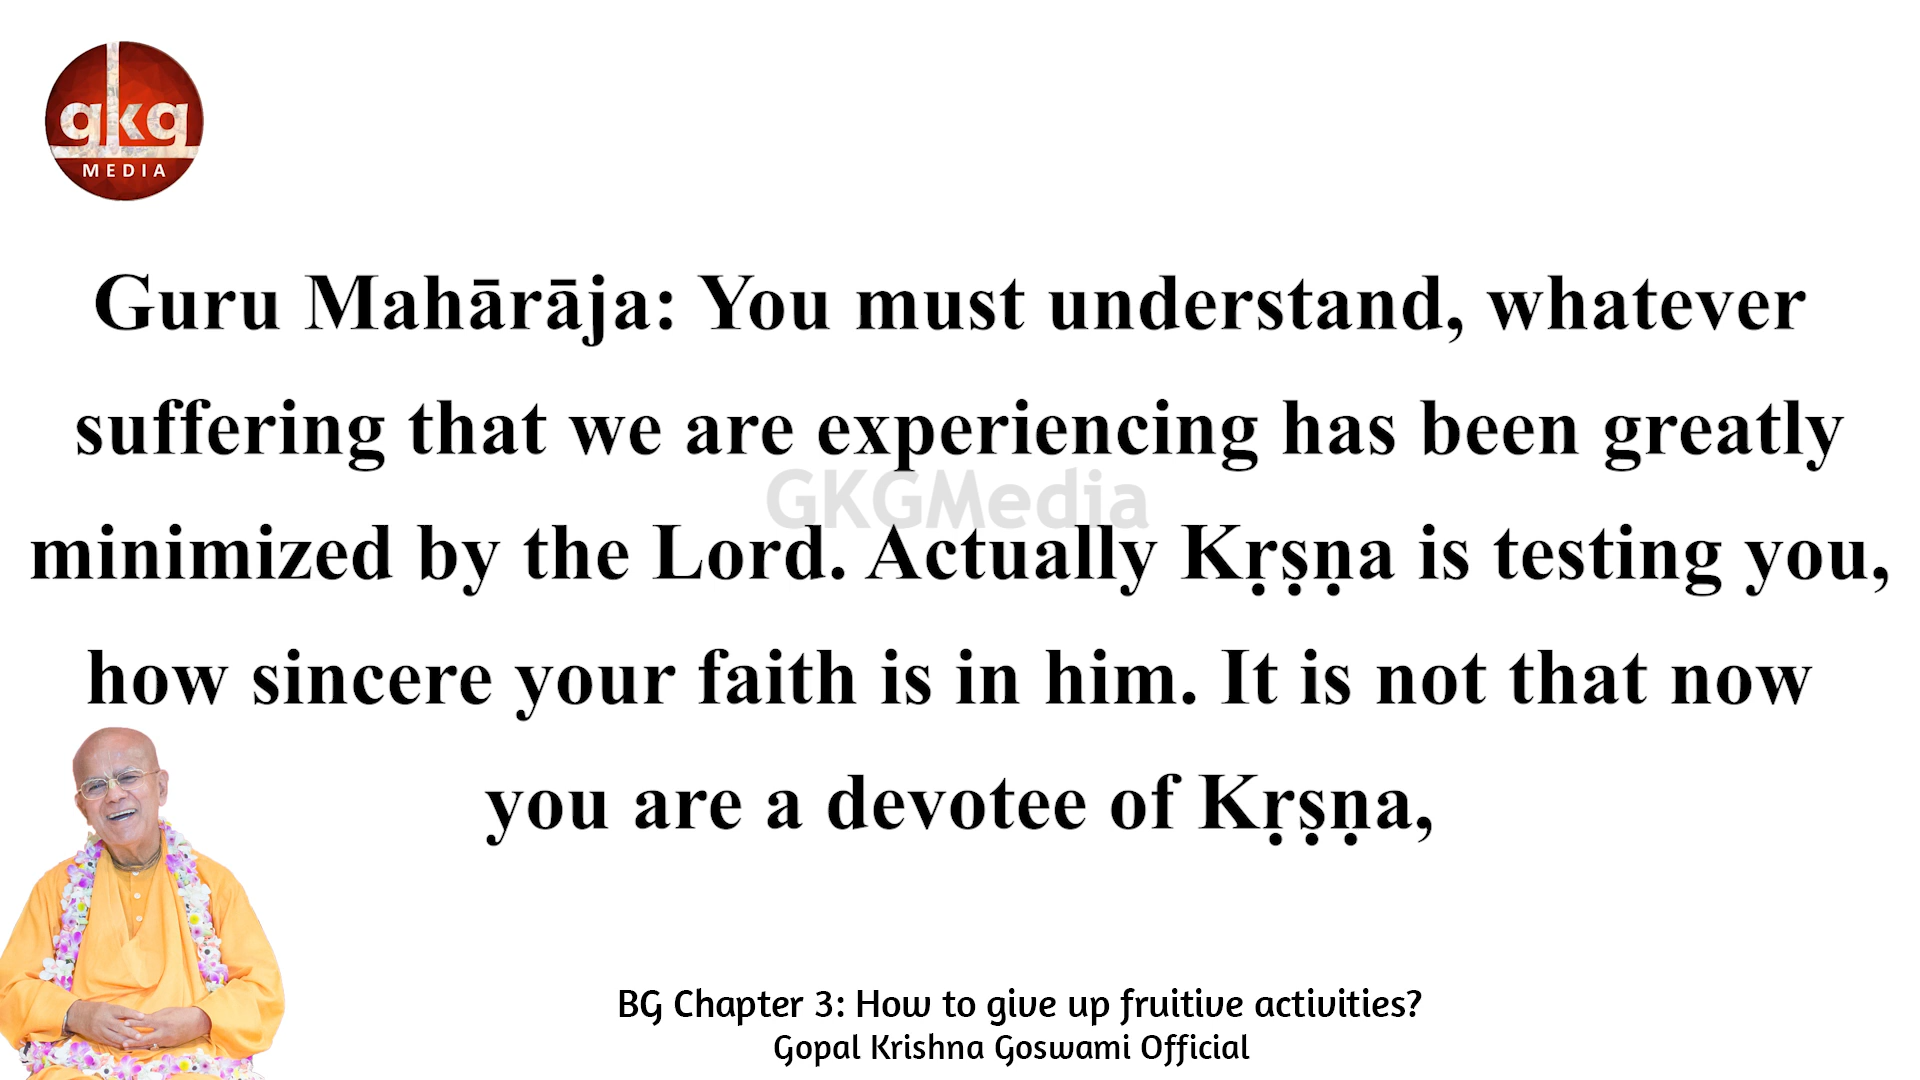 gkg
MEDIA
Guru Mahārāja: You must understand, whatever
suffering that we are experiencing has been greatly
GKGMedia
minimized by the Lord. Actually Kṛṣṇa is testing you,
how sincere your faith is in him. It is not that now
you are a devotee of Kṛṣṇa,
BG Chapter 3: How to give up fruitive activities?
Gopal Krishna Goswami Official